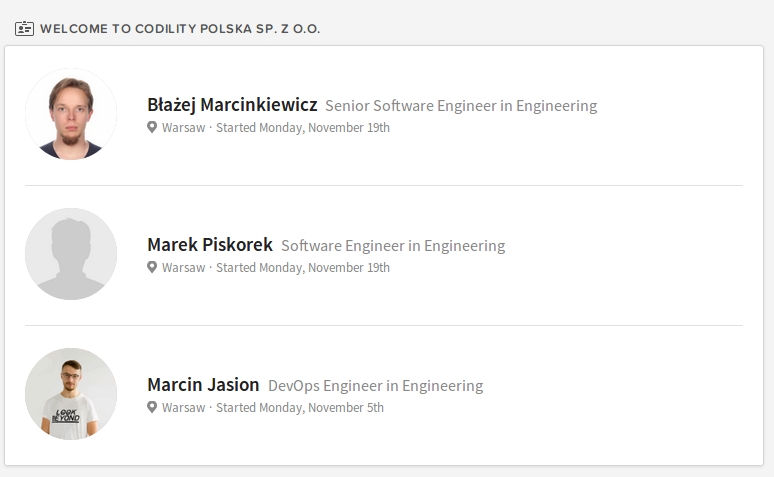 WELCOME TO CODILITY POLSKA SP. Z O.O.
Błażej Marcinkiewicz Senior Software Engineer in Engineering
Warsaw · Started Monday, November 19th
Marek Piskorek Software Engineer in Engineering
Warsaw · Started Monday, November 19th
Marcin Jasion DevOps Engineer in Engineering
Warsaw · Started Monday, November 5th
LOOK
BEYOND